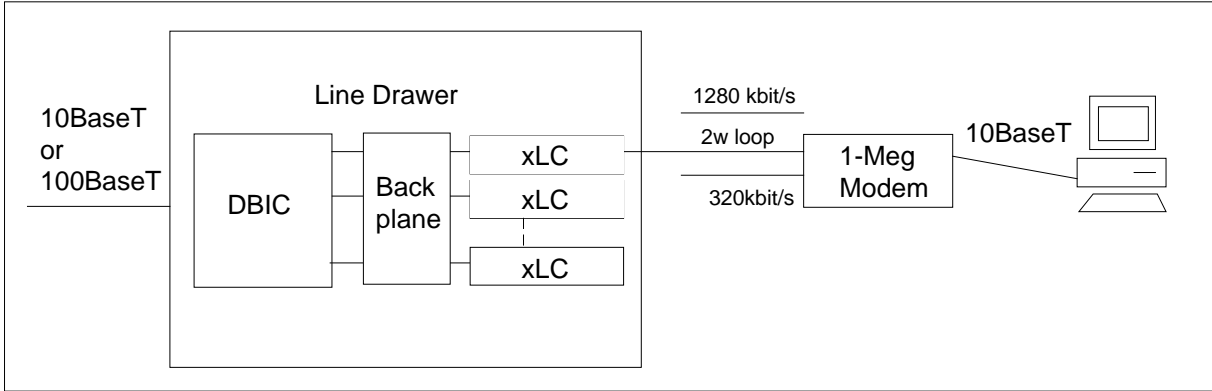 10BaseT
or
100BaseT
Line Drawer
DBIC
Back
plane
xLC
xLC
xLC
1280 kbit/s
2w loop
320kbit/s
1-Meg
Modem
10BaseT